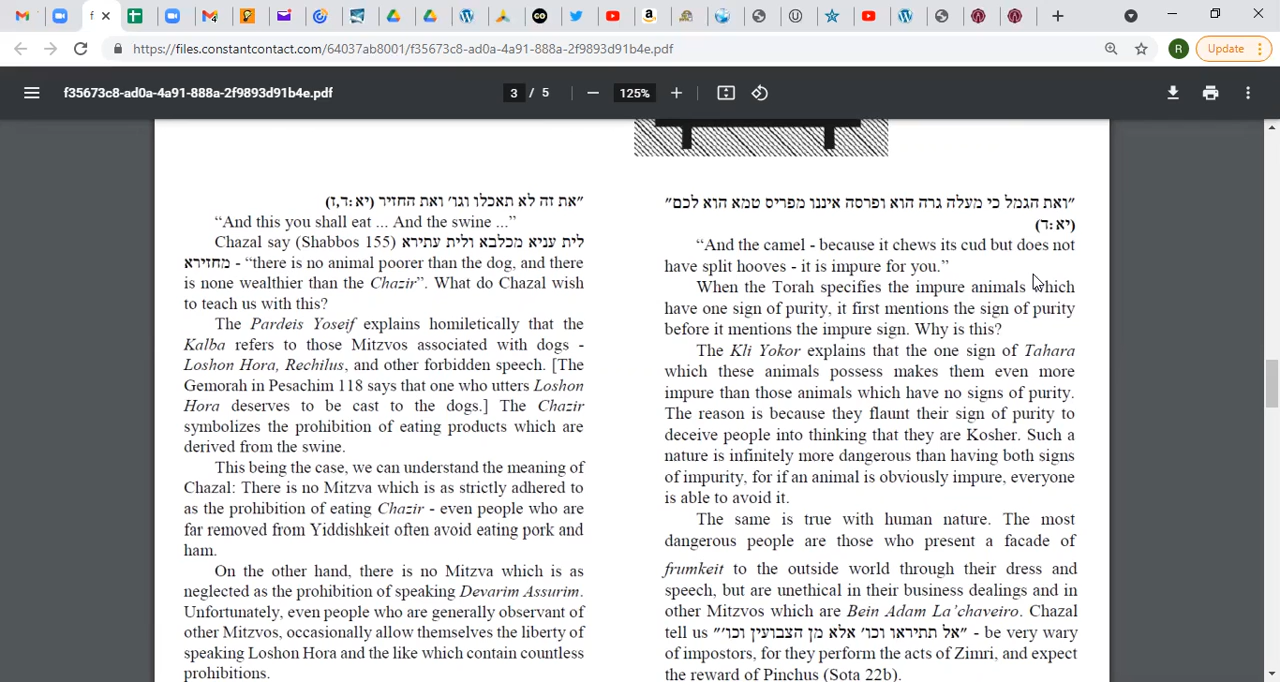 f
Update
https://files.constantcontact.com/64037ab8001/f35673c8-ad0a-4a91-888a-2f9893d91b4e.pdf
R
f35673c8-ad0a-4a91-888a-2f9893d91b4e.pdf
3 / 5
125%
״את זה לא תאכלו וגו׳ ואת החזיר (יא:ד,ז)
“And this you shall eat ... And the swine ...”
Chazal say (Shabbos 155) לית עניא מכלבא ולית עתירא
מחזירא - “there is no animal poorer than the dog, and there
is none wealthier than the Chazir”. What do Chazal wish
to teach us with this?
The Pardeis Yoseif explains homiletically that the
Kalba refers to those Mitzvos associated with dogs -
Loshon Hora, Rechilus, and other forbidden speech. [The
Gemorah in Pesachim 118 says that one who utters Loshon
Hora deserves to be cast to the dogs.] The Chazir
symbolizes the prohibition of eating products which are
derived from the swine.
This being the case, we can understand the meaning of
Chazal: There is no Mitzva which is as strictly adhered to
as the prohibition of eating Chazir - even people who are
far removed from Yiddishkeit often avoid eating pork and
ham.
On the other hand, there is no Mitzva which is as
neglected as the prohibition of speaking Devarim Assurim.
Unfortunately, even people who are generally observant of
other Mitzvos, occasionally allow themselves the liberty of
speaking Loshon Hora and the like which contain countless
prohibitions.
״ואת הגמל כי מעלה גרה הוא ופרסה איננו מפריס טמא הוא לכם״
(יא:ד)
“And the camel - because it chews its cud but does not
have split hooves - it is impure for you.”
When the Torah specifies the impure animals which
have one sign of purity, it first mentions the sign of purity
before it mentions the impure sign. Why is this?
The Kli Yokor explains that the one sign of Tahara
which these animals possess makes them even more
impure than those animals which have no signs of purity.
The reason is because they flaunt their sign of purity to
deceive people into thinking that they are Kosher. Such a
nature is infinitely more dangerous than having both signs
of impurity, for if an animal is obviously impure, everyone
is able to avoid it.
The same is true with human nature. The most
dangerous people are those who present a facade of
frumkeit to the outside world through their dress and
speech, but are unethical in their business dealings and in
other Mitzvos which are Bein Adam La’chaveiro. Chazal
tell us ״אל תתיראו וכו׳ אלא מן הצבועין וכו׳״ - be very wary
of impostors, for they perform the acts of Zimri, and expect
the reward of Pinchus (Sota 22b).